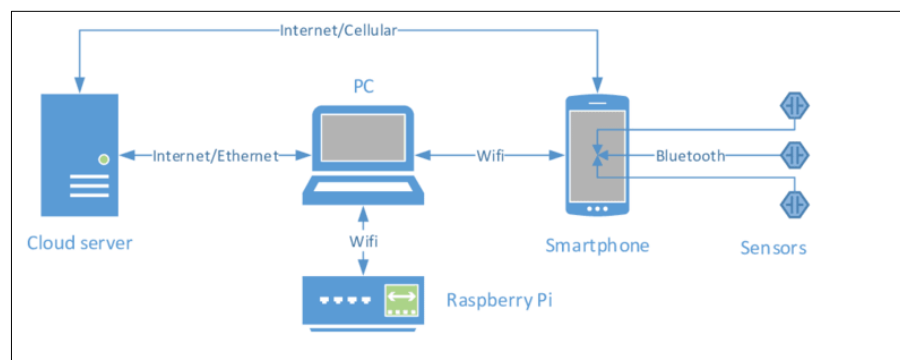 Internet/Cellular
PC
Internet/Ethernet
Wifi
Bluetooth
Cloud server
Wifi
Smartphone
Sensors
Raspberry Pi